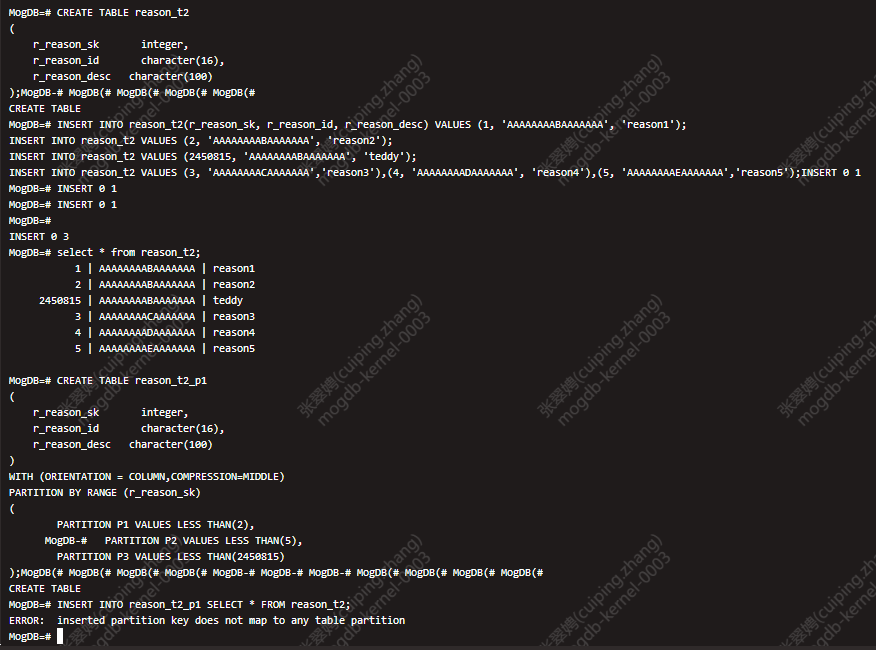 MogDB=# CREATE TABLE reason_t2
(
    r_reason_sk       integer,
    r_reason_id       character(16),
    r_reason_desc   character(100)
);MogDB-# MogDB(# MogDB(# MogDB(# MogDB(#
CREATE TABLE
MogDB=# INSERT INTO reason_t2(r_reason_sk, r_reason_id, r_reason_desc) VALUES (1, 'AAAAAAAABAAAAAAA', 'reason1');
INSERT INTO reason_t2 VALUES (2, 'AAAAAAAABAAAAAAA', 'reason2');
INSERT INTO reason_t2 VALUES (2450815, 'AAAAAAAABAAAAAAA', 'teddy');
INSERT INTO reason_t2 VALUES (3, 'AAAAAAAACAAAAAAA','reason3'),(4, 'AAAAAAAADAAAAAAA', 'reason4'),(5, 'AAAAAAAAEAAAAAAA','reason5');INSERT 0 1
MogDB=# INSERT 0 1
MogDB=# INSERT 0 1
MogDB=#
INSERT 0 3
MogDB=# select * from reason_t2;
           1 | AAAAAAAABAAAAAAA | reason1
           2 | AAAAAAAABAAAAAAA | reason2
     2450815 | AAAAAAAABAAAAAAA | teddy
           3 | AAAAAAAACAAAAAAA | reason3
           4 | AAAAAAAADAAAAAAA | reason4
           5 | AAAAAAAAEAAAAAAA | reason5
MogDB=# CREATE TABLE reason_t2_p1
(
    r_reason_sk       integer,
    r_reason_id       character(16),
    r_reason_desc   character(100)
)
WITH (ORIENTATION = COLUMN,COMPRESSION=MIDDLE)
PARTITION BY RANGE (r_reason_sk)
(
        PARTITION P1 VALUES LESS THAN(2),
      MogDB-#   PARTITION P2 VALUES LESS THAN(5),
        PARTITION P3 VALUES LESS THAN(2450815)
);MogDB(# MogDB(# MogDB(# MogDB(# MogDB-# MogDB-# MogDB-# MogDB(# MogDB(# MogDB(# MogDB(#
CREATE TABLE
MogDB=# INSERT INTO reason_t2_p1 SELECT * FROM reason_t2;
ERROR:  inserted partition key does not map to any table partition
MogDB=#
张翠娉(cuiping.zhang)
mogdb-kernel-0003